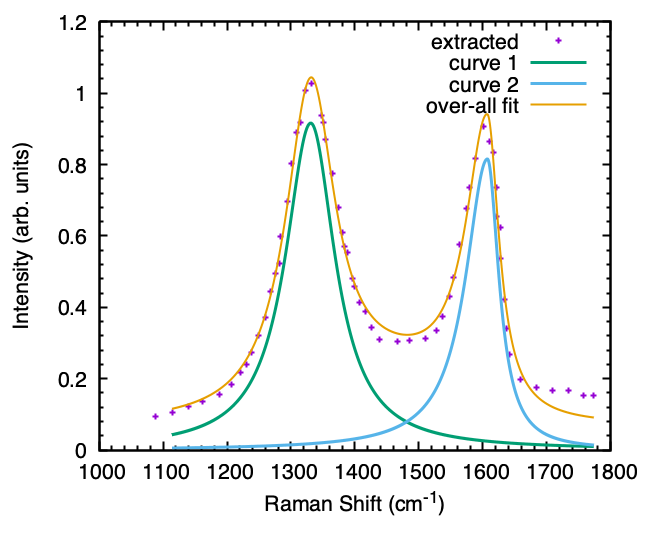 1.2
1
0.8
0.6
0.4
0.2
0
Intensity (arb. units)
extracted
curve 1
curve 2
over-all fit
1000 1100 1200 1300 1400 1500 1600 1700 1800
Raman Shift (cm⁻¹)